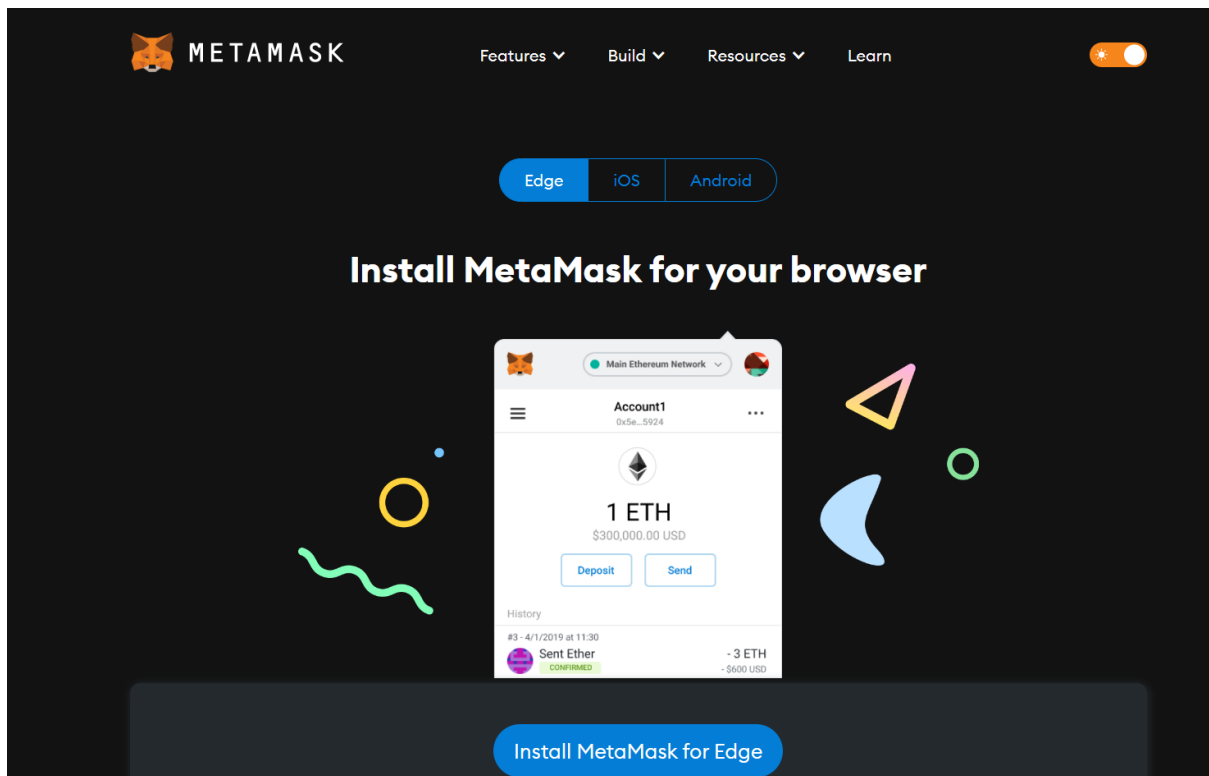 METAMASK
Features Build Resources Learn
Edge iOS Android
Install MetaMask for your browser
Main Ethereum Network
Account1
0x5e...5924
1 ETH
$300,000.00 USD
Deposit Send
History
#3 - 4/1/2019 at 11:30
Sent Ether - 3 ETH
CONFIRMED - $600 USD
Install MetaMask for Edge